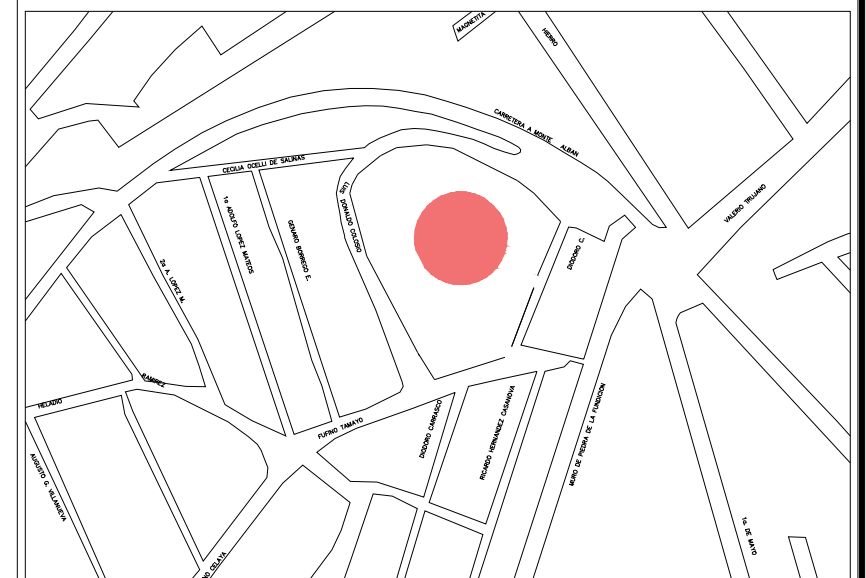 MAGNETITA
HIERRO
CARRETERA A MONTE ALBAN
CECILIA OCELLI DE SALINAS
LUIS DONALDO COLOSIO
VALERIO TRUJANO
1a ADOLFO LOPEZ MATEOS
GENARO BORREGO E.
DIODORO C.
2a A. LOPEZ M.
RAMIREZ
HELADIO
FUFINO TAMAYO
DIODORO CARRASCO
RICARDO HERNANDEZ CASANOVA
MURO DE PIEDRA DE LA FUNDICION
AUGUSTO G. VILLANUEVA
1o. DE MAYO
NO CELAYA